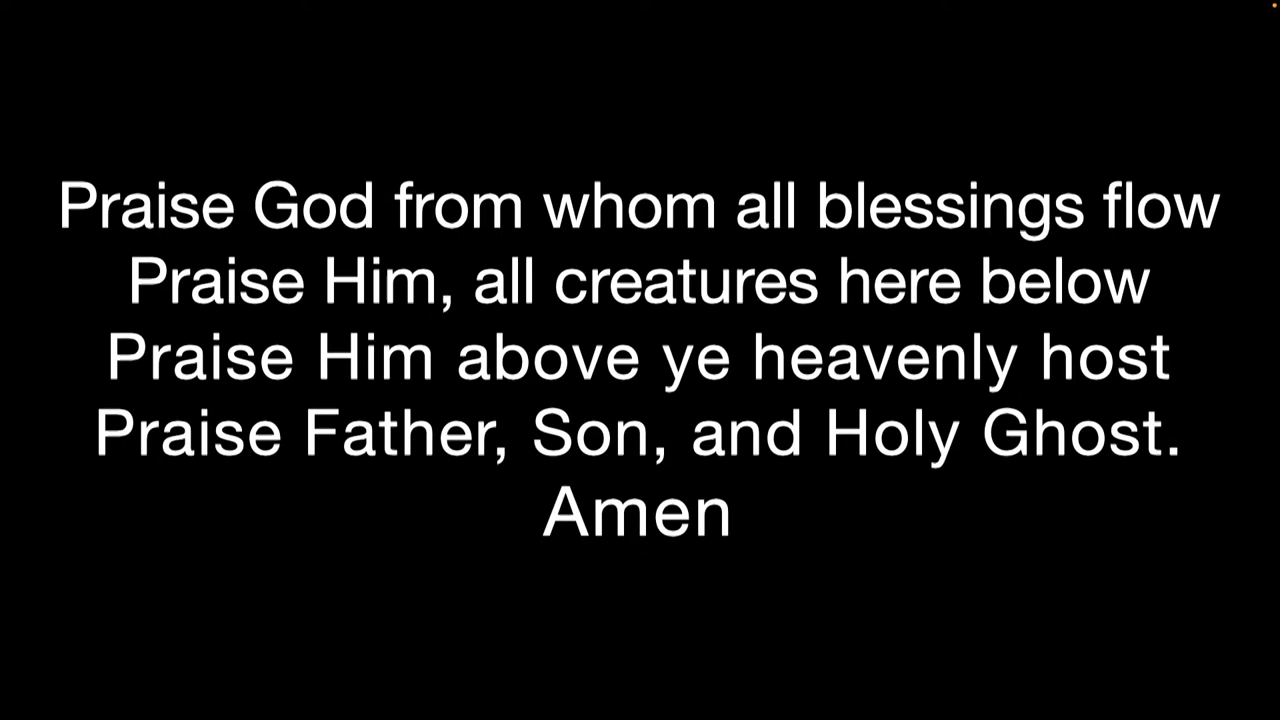 Praise God from whom all blessings flow
Praise Him, all creatures here below
Praise Him above ye heavenly host
Praise Father, Son, and Holy Ghost.
Amen